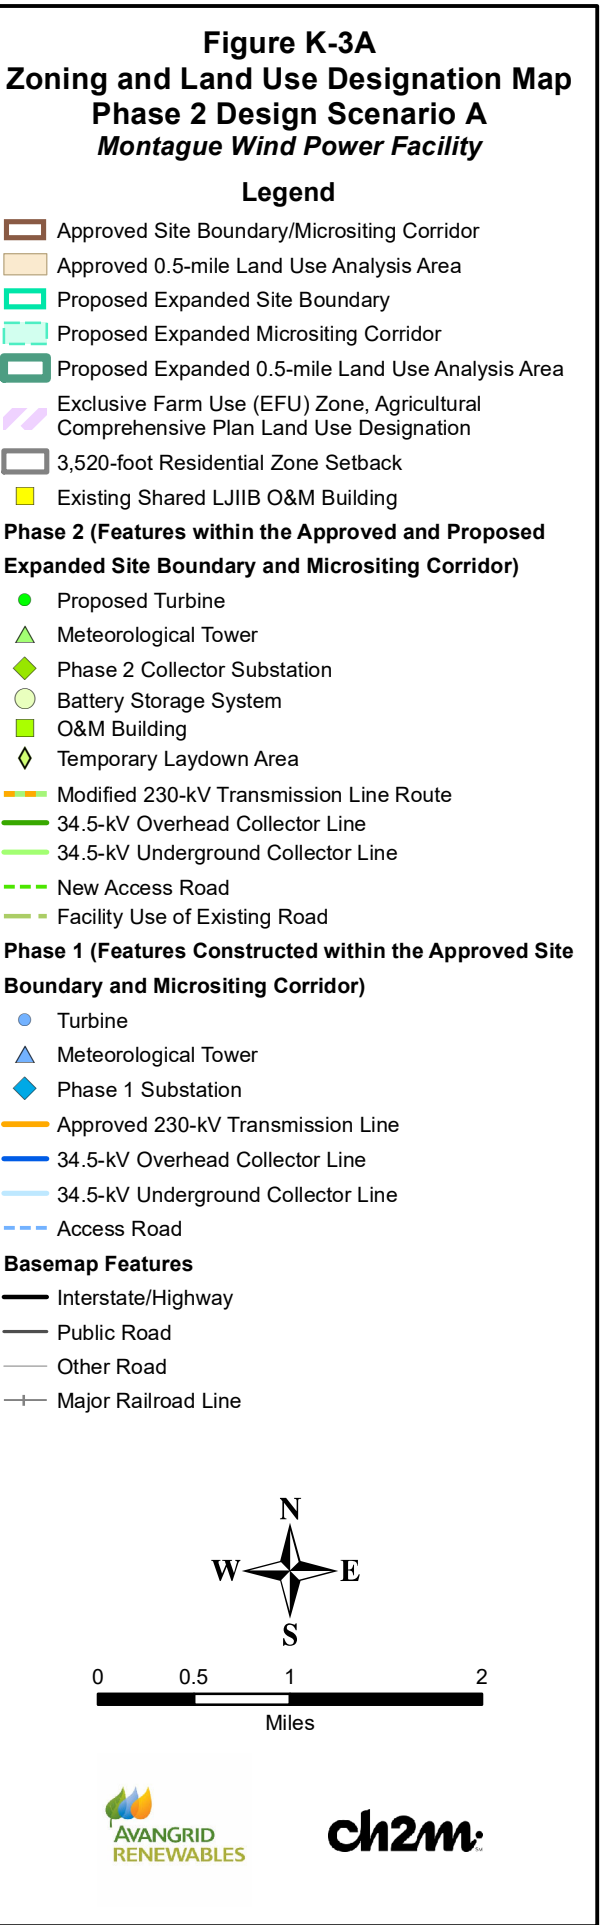 Figure K-3A
Zoning and Land Use Designation Map
Phase 2 Design Scenario A
Montague Wind Power Facility
Legend
Approved Site Boundary/Micrositing Corridor
Approved 0.5-mile Land Use Analysis Area
Proposed Expanded Site Boundary
Proposed Expanded Micrositing Corridor
Proposed Expanded 0.5-mile Land Use Analysis Area
Exclusive Farm Use (EFU) Zone, Agricultural
Comprehensive Plan Land Use Designation
3,520-foot Residential Zone Setback
Existing Shared LJIIB O&M Building
Phase 2 (Features within the Approved and Proposed
Expanded Site Boundary and Micrositing Corridor)
Proposed Turbine
Meteorological Tower
Phase 2 Collector Substation
Battery Storage System
O&M Building
Temporary Laydown Area
Modified 230-kV Transmission Line Route
34.5-kV Overhead Collector Line
34.5-kV Underground Collector Line
New Access Road
Facility Use of Existing Road
Phase 1 (Features Constructed within the Approved Site
Boundary and Micrositing Corridor)
Turbine
Meteorological Tower
Phase 1 Substation
Approved 230-kV Transmission Line
34.5-kV Overhead Collector Line
34.5-kV Underground Collector Line
Access Road
Basemap Features
Interstate/Highway
Public Road
Other Road
Major Railroad Line
N
W E
S
0 0.5 1 2
Miles
AVANGRID
RENEWABLES
ch2m:
SM